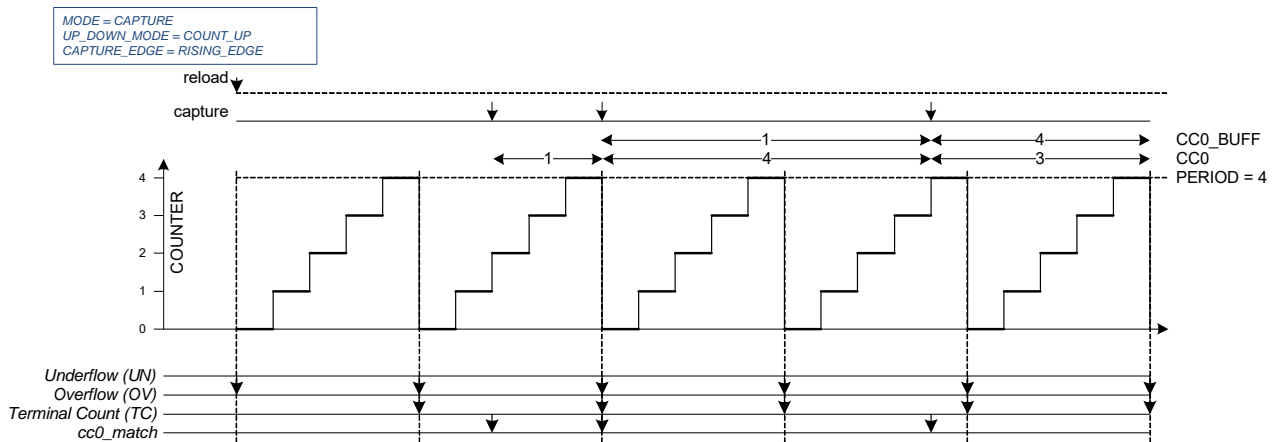 MODE = CAPTURE
UP_DOWN_MODE = COUNT_UP
CAPTURE_EDGE = RISING_EDGE
reload
capture
1 4 CC0_BUFF
1 4 3 CC0
4 PERIOD = 4
3
COUNTER
2
1
0
Underflow (UN)
Overflow (OV)
Terminal Count (TC)
cc0_match